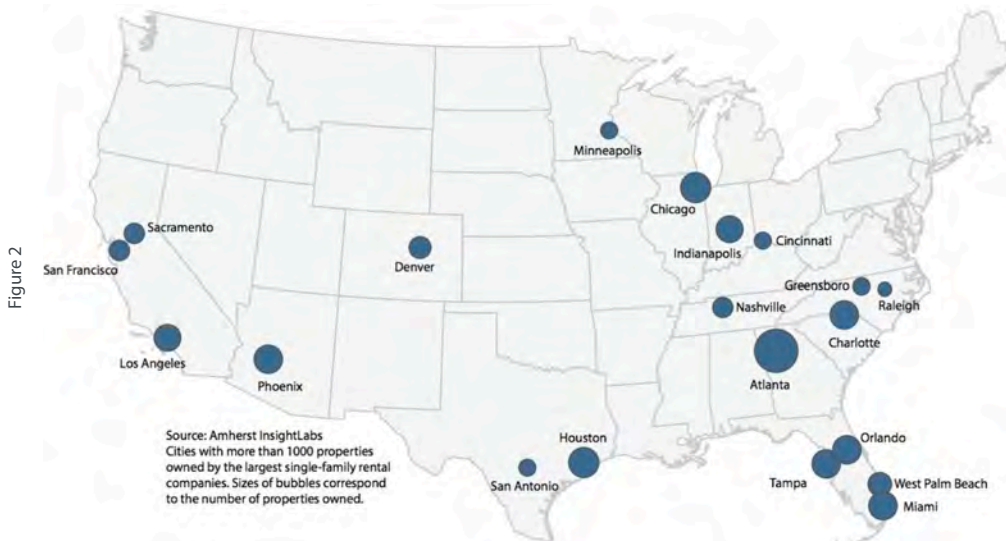 Figure 2
Minneapolis
Chicago
Sacramento
San Francisco
Denver
Indianapolis
Cincinnati
Greensboro
Raleigh
Nashville
Charlotte
Los Angeles
Phoenix
Atlanta
Source: Amherst InsightLabs
Cities with more than 1000 properties
owned by the largest single-family rental
companies. Sizes of bubbles correspond
to the number of properties owned.
Houston
San Antonio
Orlando
Tampa
West Palm Beach
Miami